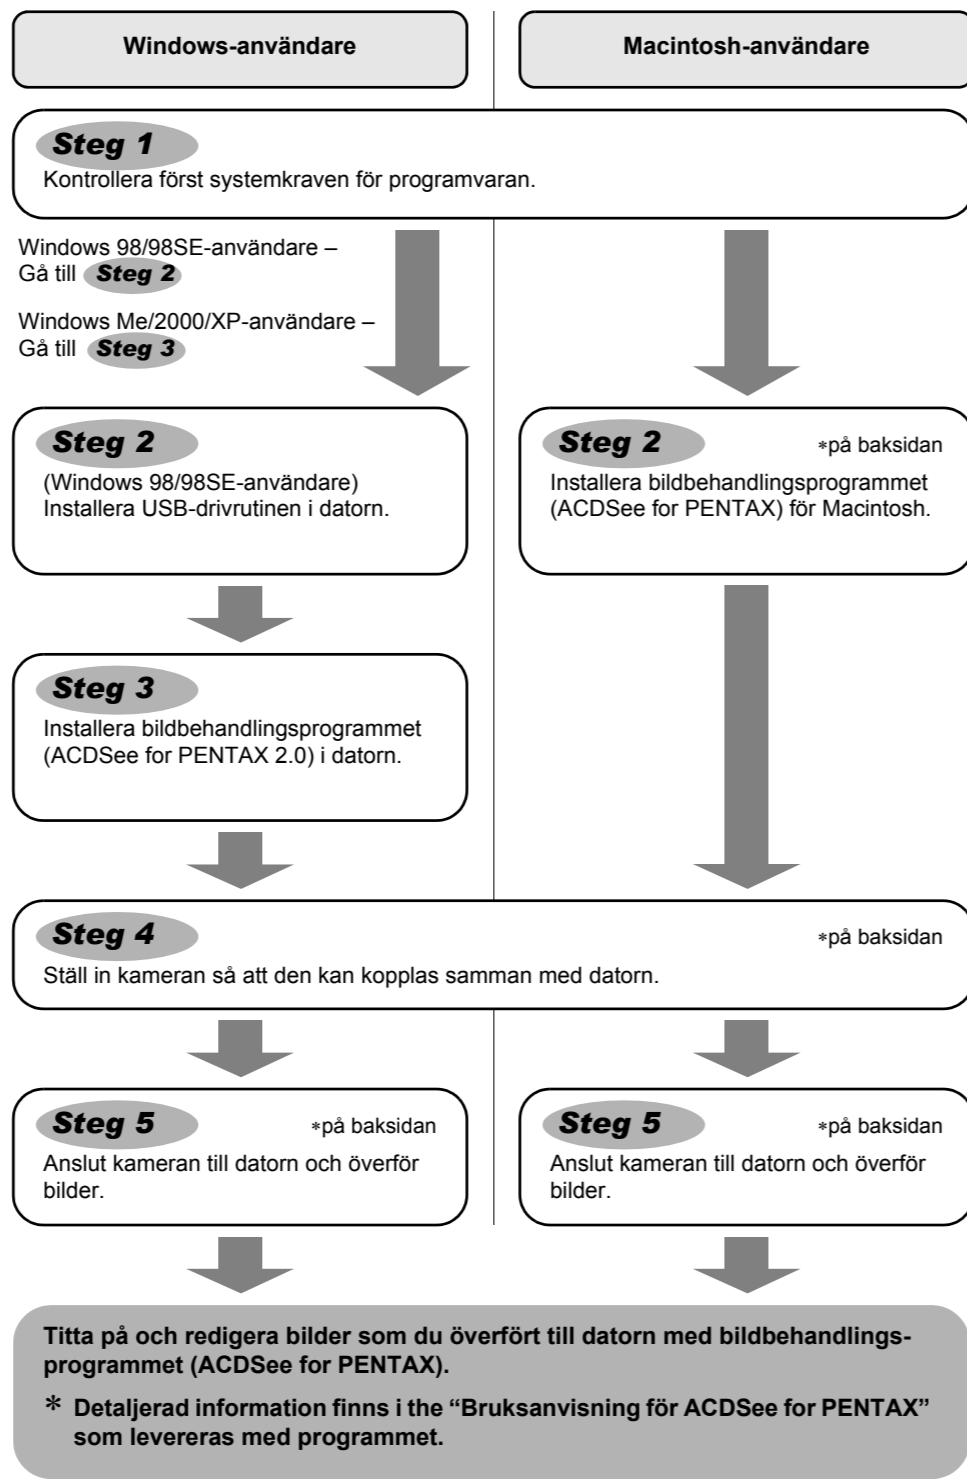 Windows-användare
Macintosh-användare
Steg 1
Kontrollera först systemkraven för programvaran.
Windows 98/98SE-användare –
Gå till Steg 2
Windows Me/2000/XP-användare –
Gå till Steg 3
Steg 2
(Windows 98/98SE-användare)
Installera USB-drivrutinen i datorn.
Steg 2 *på baksidan
Installera bildbehandlingsprogrammet
(ACDSee for PENTAX) för Macintosh.
Steg 3
Installera bildbehandlingsprogrammet
(ACDSee for PENTAX 2.0) i datorn.
Steg 4 *på baksidan
Ställ in kameran så att den kan kopplas samman med datorn.
Steg 5 *på baksidan
Anslut kameran till datorn och överför
bilder.
Steg 5 *på baksidan
Anslut kameran till datorn och överför
bilder.
Titta på och redigera bilder som du överfört till datorn med bildbehandlings-
programmet (ACDSee for PENTAX).
* Detaljerad information finns i the “Bruksanvisning för ACDSee for PENTAX”
som levereras med programmet.